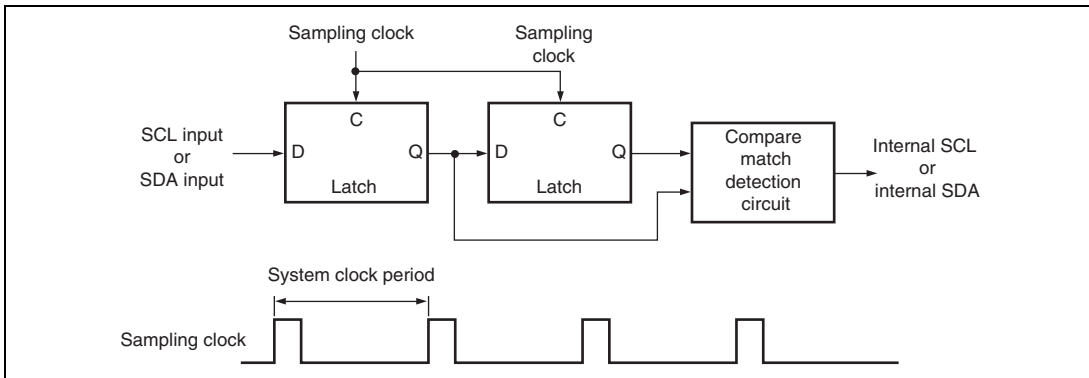 Sampling clock
Sampling
clock
SCL input
or
SDA input
C
D
Q
Latch
C
D
Q
Latch
Compare
match
detection
circuit
Internal SCL
or
internal SDA
System clock period
Sampling clock